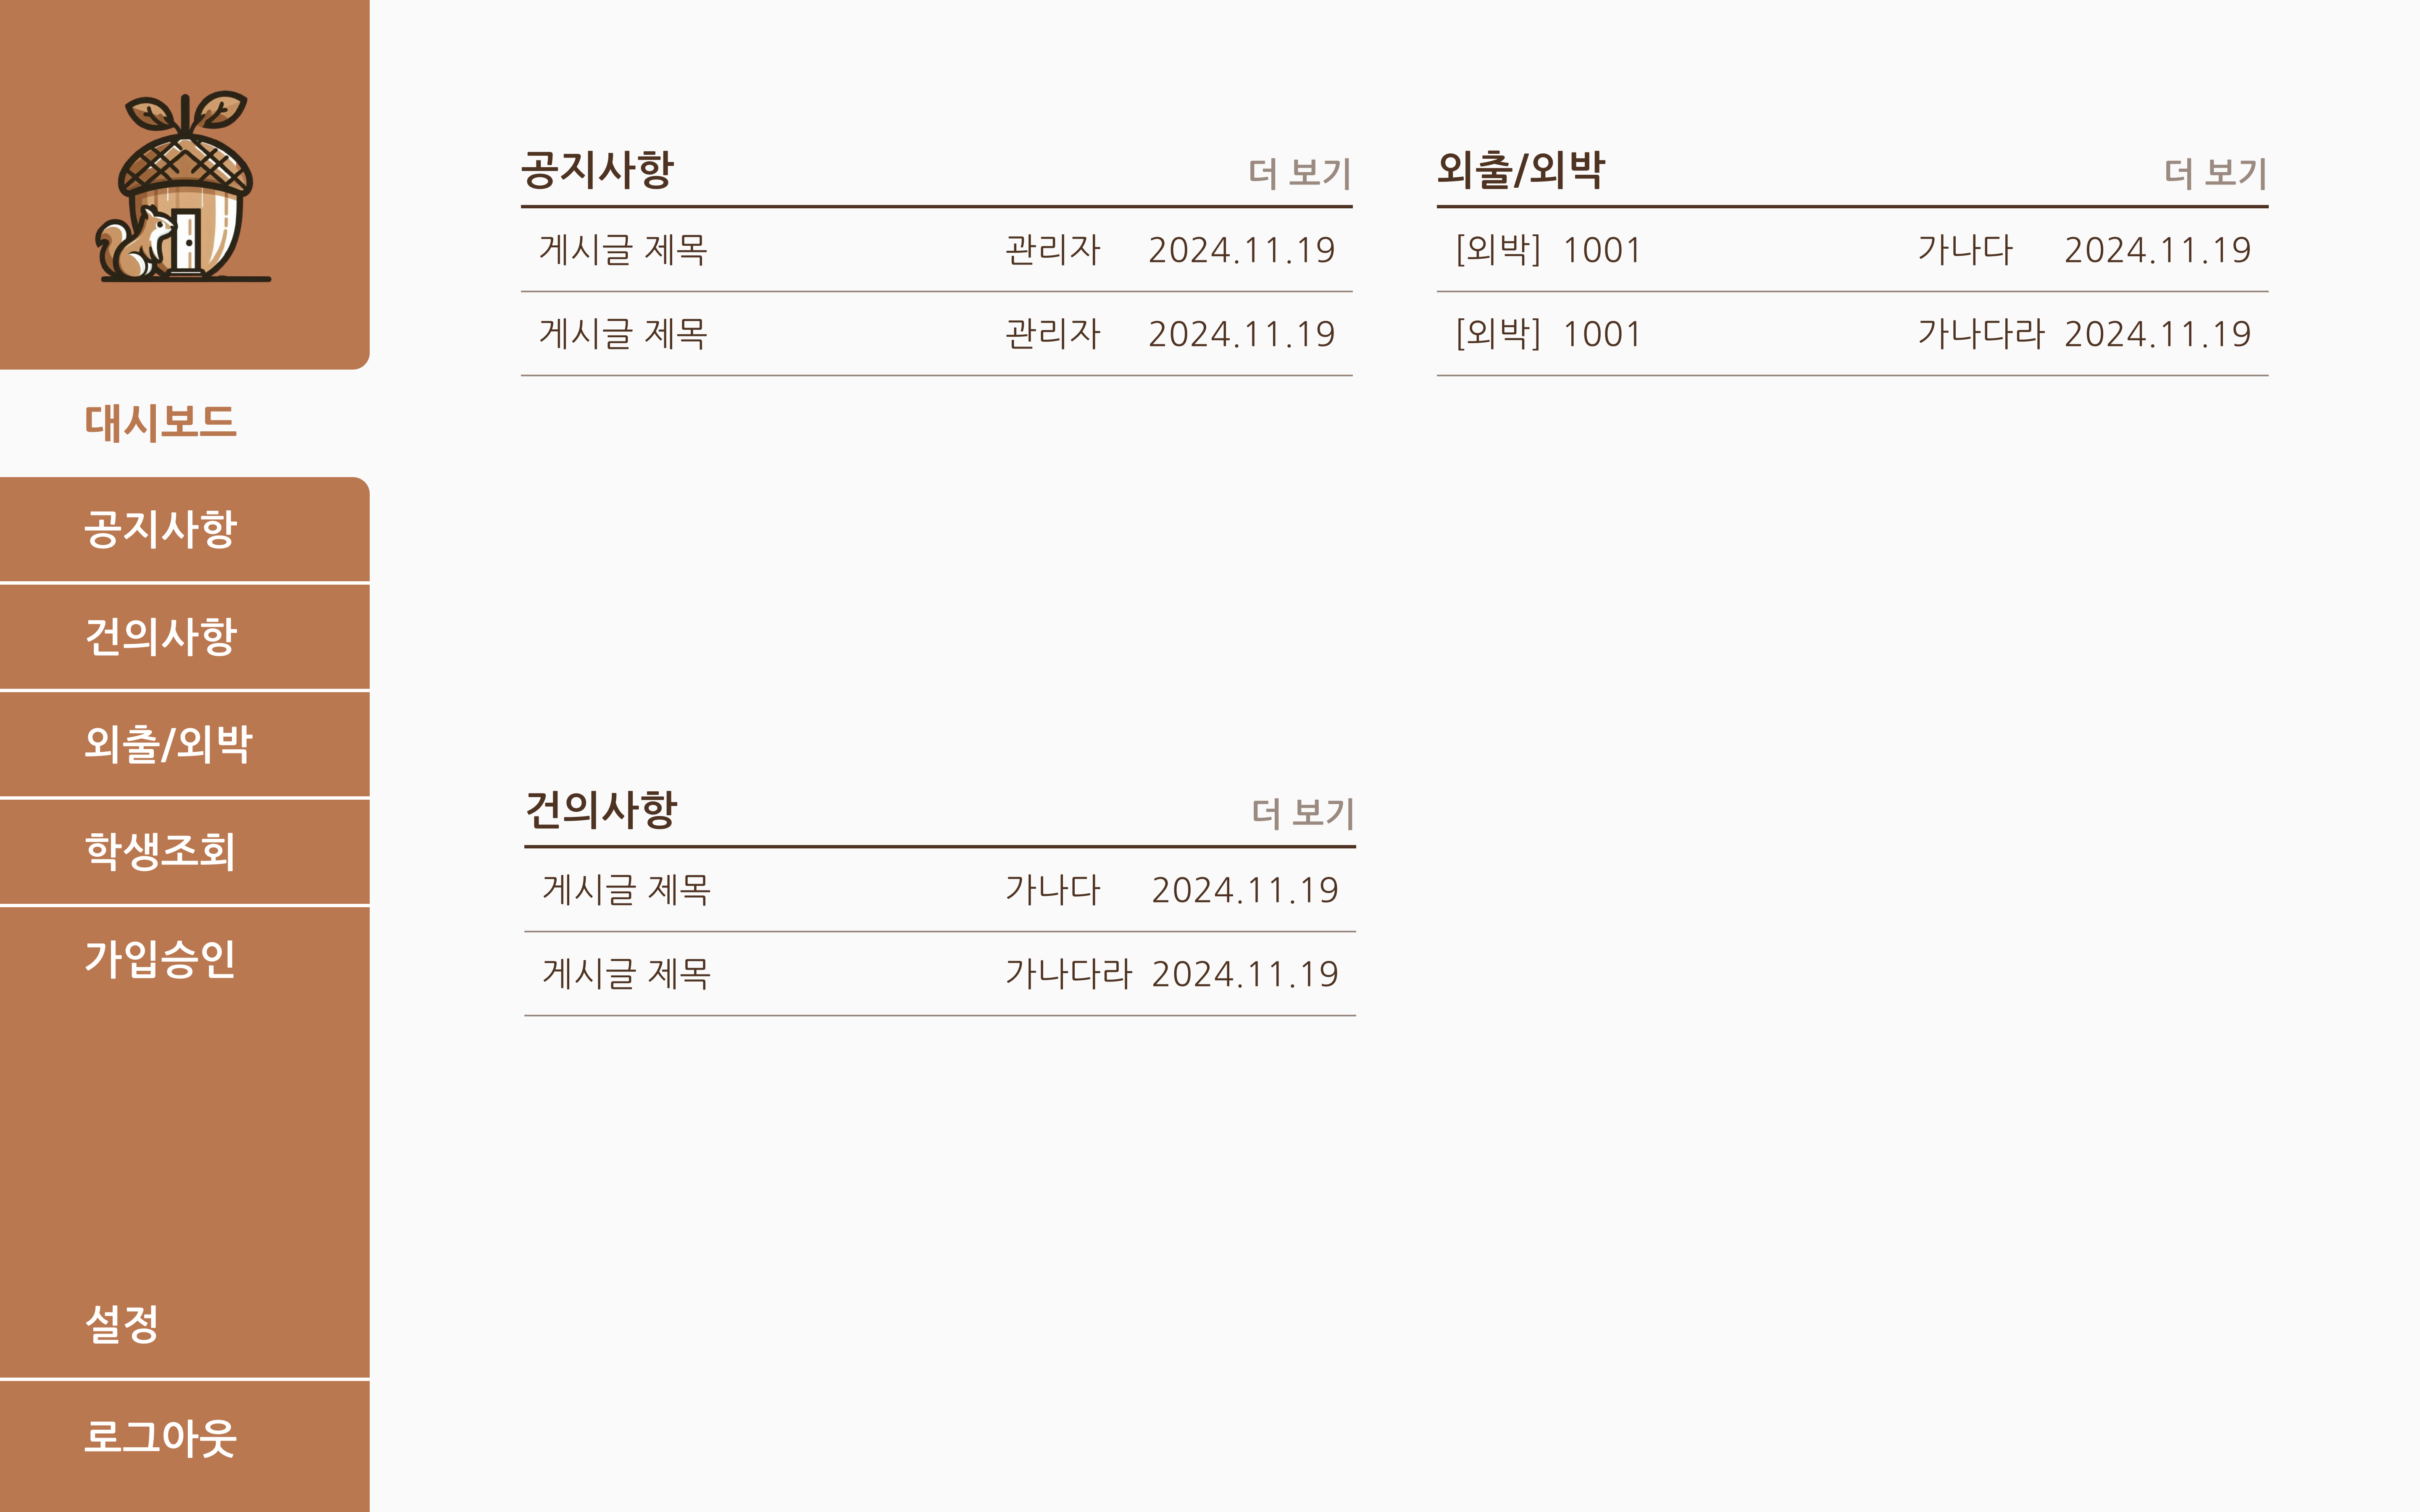 대시보드
공지사항
건의사항
외출/외박
학생조회
가입승인
설정
로그아웃
공지사항 더 보기
게시글 제목 관리자 2024.11.19
게시글 제목 관리자 2024.11.19
외출/외박 더 보기
[외박] 1001 가나다 2024.11.19
[외박] 1001 가나다라 2024.11.19
건의사항 더 보기
게시글 제목 가나다 2024.11.19
게시글 제목 가나다라 2024.11.19